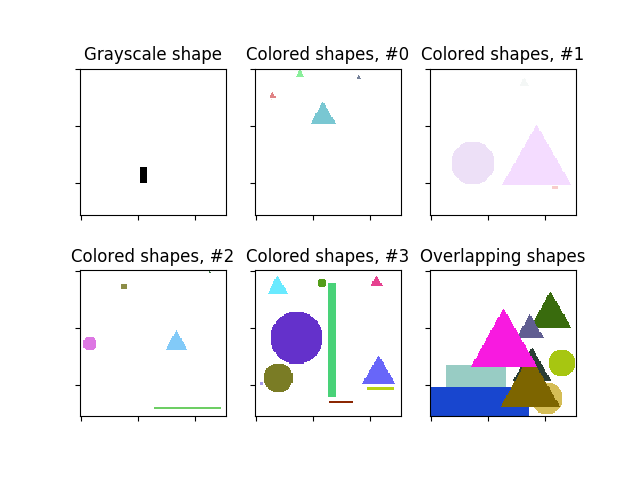 Grayscale shape
Colored shapes, #0
Colored shapes, #1
Colored shapes, #2
Colored shapes, #3
Overlapping shapes